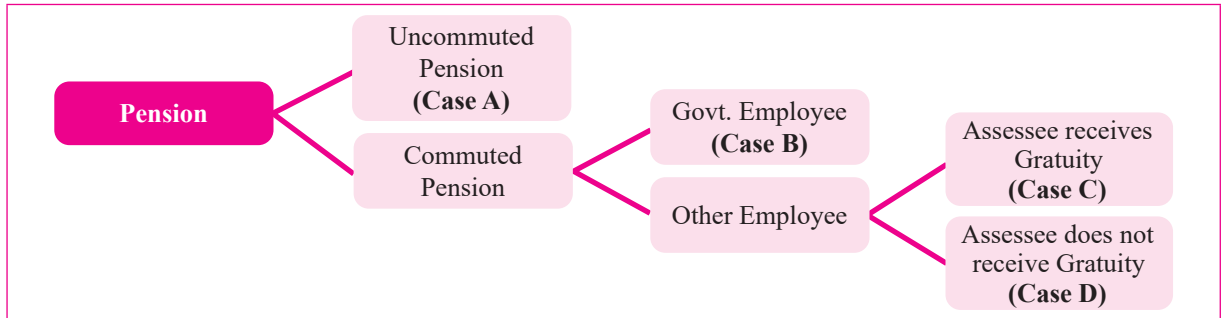 Pension
Uncommuted
Pension
(Case A)
Commuted
Pension
Govt. Employee
(Case B)
Other Employee
Assessee receives
Gratuity
(Case C)
Assessee does not
receive Gratuity
(Case D)